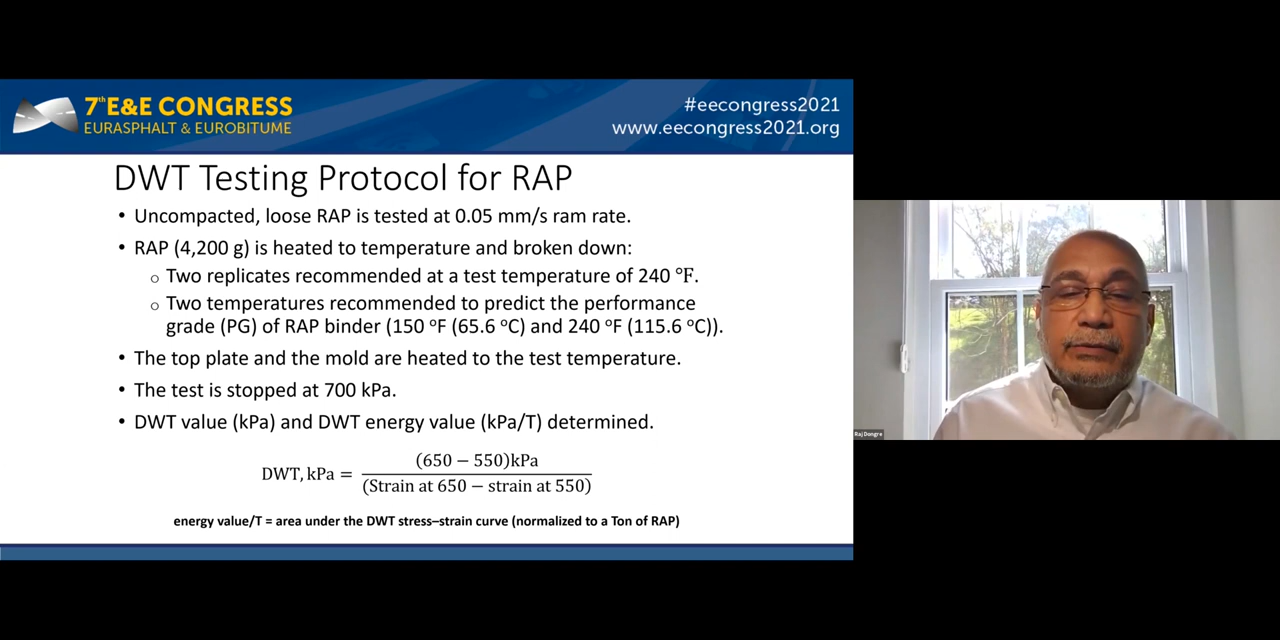 7th E&E CONGRESS
EURASPHALT & EUROBITUME
#eecongress2021
www.eecongress2021.org
DWT Testing Protocol for RAP
• Uncompacted, loose RAP is tested at 0.05 mm/s ram rate.
• RAP (4,200 g) is heated to temperature and broken down:
o Two replicates recommended at a test temperature of 240 °F.
o Two temperatures recommended to predict the performance
grade (PG) of RAP binder (150 °F (65.6 °C) and 240 °F (115.6 °C)).
• The top plate and the mold are heated to the test temperature.
• The test is stopped at 700 kPa.
• DWT value (kPa) and DWT energy value (kPa/T) determined.
DWT, kPa = (650 − 550)kPa
(Strain at 650 − strain at 550)
energy value/T = area under the DWT stress–strain curve (normalized to a Ton of RAP)
Raj Dongre